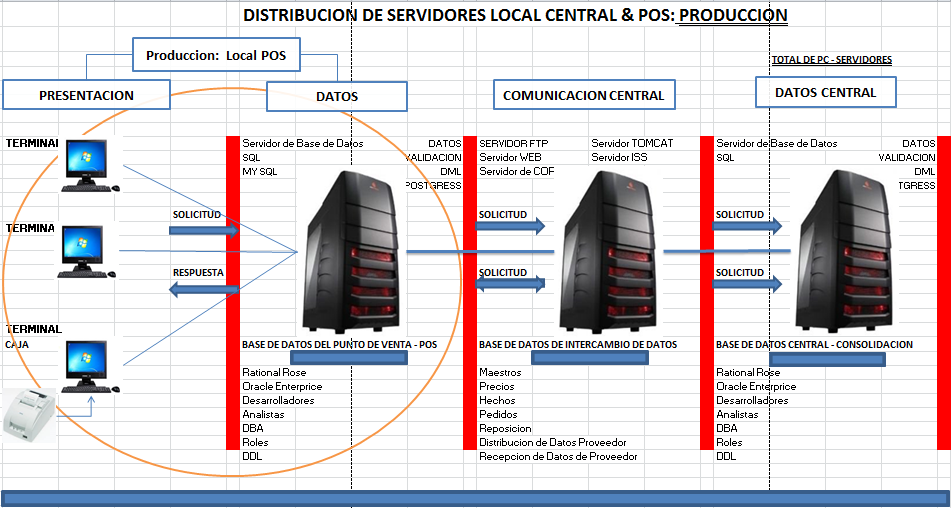 DISTRIBUCION DE SERVIDORES LOCAL CENTRAL & POS: PRODUCCION
Produccion: Local POS
TOTAL DE PC - SERVIDORES
PRESENTACION
DATOS
COMUNICACION CENTRAL
DATOS CENTRAL
TERMINAL
TERMINA
TERMINAL
CAJA
SOLICITUD
RESPUESTA
Servidor de Base de Datos
SQL
MY SQL
DATOS
VALIDACION
DML
POSTGRESS
BASE DE DATOS DEL PUNTO DE VENTA - POS
Rational Rose
Oracle Enterprice
Desarrolladores
Analistas
DBA
Roles
DDL
SERVIDOR FTP
Servidor WEB
Servidor de COF
Servidor TOMCAT
Servidor ISS
SOLICITUD
SOLICITUD
BASE DE DATOS DE INTERCAMBIO DE DATOS
Maestros
Precios
Hechos
Pedidos
Reposicion
Distribucion de Datos Proveedor
Recepcion de Datos de Proveedor
Servidor de Base de Datos
SQL
DATOS
VALIDACION
DML
TGRESS
SOLICITUD
SOLICITUD
BASE DE DATOS CENTRAL - CONSOLIDACION
Rational Rose
Oracle Enterprice
Desarrolladores
Analistas
DBA
Roles
DDL